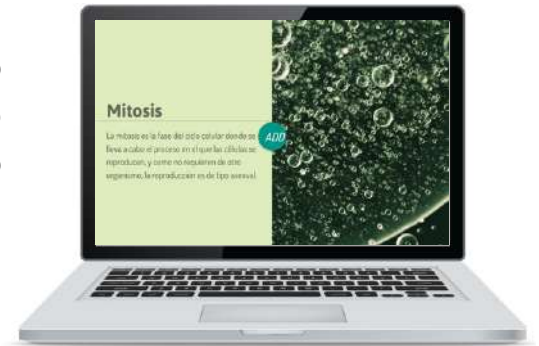 Mitosis
La mitosis es la fase del ciclo celular donde se
lleva a cabo el proceso en el que las células se
reproducen, y como no requieren de otro
organismo, la reproducción es de tipo asexual.
ADD